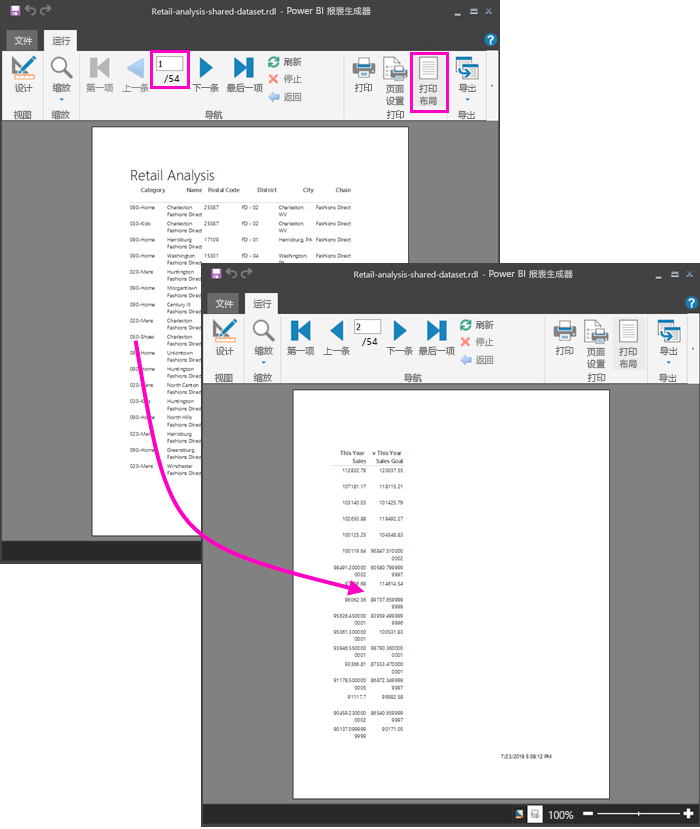 Retail-analysis-shared-dataset.rdl - Power BI 报表生成器
文件 运行
1
/54
设计 缩放 第一项 上一条 下一条 最后一项 刷新 停止 返回 打印 页面设置 打印布局 导出
视图 缩放 导航 打印 导出
Retail Analysis
Category Name Postal Code District City Chain
090-Home Charleston 25387 FD - 02 Charleston, Fashions Direct
Fashions Direct WV
030-Kids Charleston 25387 FD - 02 Charleston, Fashions Direct
Fashions Direct WV
090-Home Harrisburg 17109 FD - 01 Harrisburg, PA Fashions Direct
Fashions Direct
090-Home Washington 15301 FD - 04 Washington Fashions Direct
Fashions Direct
020-Mens Huntington
Fashions Direct
090-Home Morgantown
Fashions Direct
090-Home Century III
Fashions Direct
020-Mens Charleston
Fashions Direct
050-Shoes Charleston
Fashions Direct
090-Home Uniontown
Fashions Direct
090-Home Huntington
Fashions Direct
020-Mens North Canton
Fashions Direct
030-Kids Huntington
Fashions Direct
090-Home North Hills
Fashions Direct
020-Mens Harrisburg
Fashions Direct
090-Home Greensburg
Fashions Direct
020-Mens Winchester
Fashions Direct
Retail-analysis-shared-dataset.rdl - Power BI 报表生成器
文件 运行
2
/54
设计 缩放 第一项 上一条 下一条 最后一项 刷新 停止 返回 打印 页面设置 打印布局 导出
视图 缩放 导航 打印 导出
This Year v This Year
Sales Sales Goal
112832.79 120037.55
107181.17 118115.21
103140.03 101425.79
102650.88 119492.27
100125.25 104548.83
100119.64 96847.510000
0002
98491.200000 90580.799999
0002 9997
68 114614.54
96062.36 89737.659999
9999
95626.450000 83959.499999
0001 9996
95061.300000 100531.83
0001
93946.550000 98790.360000
0001 0001
93366.81 87553.470000
0001
91178.500000 86872.349999
0005 9997
91117.7 99982.58
90459.230000 86540.659999
0002 9997
90137.099999 90171.05
9999
7/23/2019 5:08:12 PM
100%